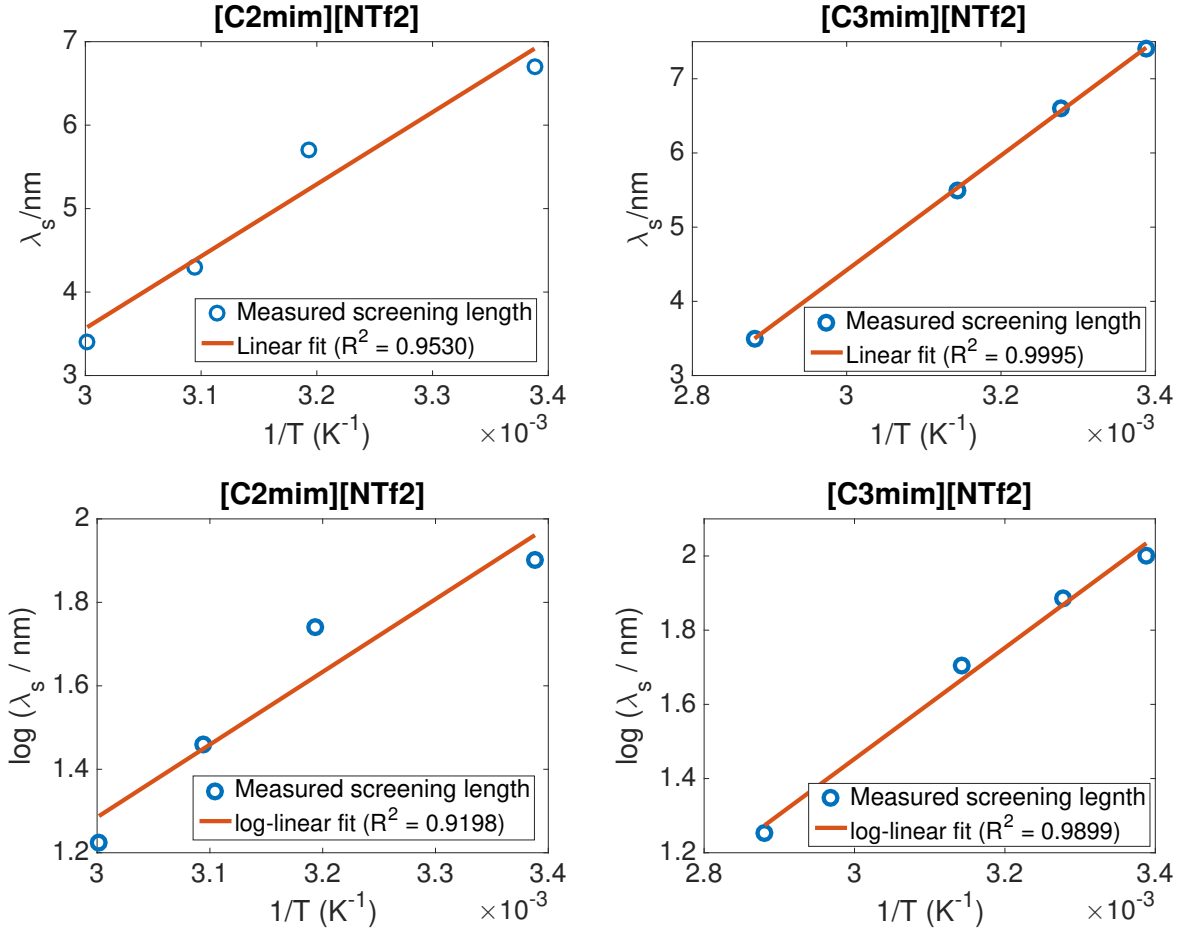 [C2mim][NTf2]
7
6
5
4
3
λs/nm
Measured screening length
Linear fit (R² = 0.9530)
3
3.1
3.2
3.3
3.4
1/T (K⁻¹)
×10⁻³
[C3mim][NTf2]
7
6
5
4
3
λs/nm
Measured screening length
Linear fit (R² = 0.9995)
2.8
3
3.2
3.4
1/T (K⁻¹)
×10⁻³
[C2mim][NTf2]
2
1.8
1.6
1.4
1.2
log (λs / nm)
Measured screening length
log-linear fit (R² = 0.9198)
3
3.1
3.2
3.3
3.4
1/T (K⁻¹)
×10⁻³
[C3mim][NTf2]
2
1.8
1.6
1.4
1.2
log (λs / nm)
Measured screening legnth
log-linear fit (R² = 0.9899)
2.8
3
3.2
3.4
1/T (K⁻¹)
×10⁻³